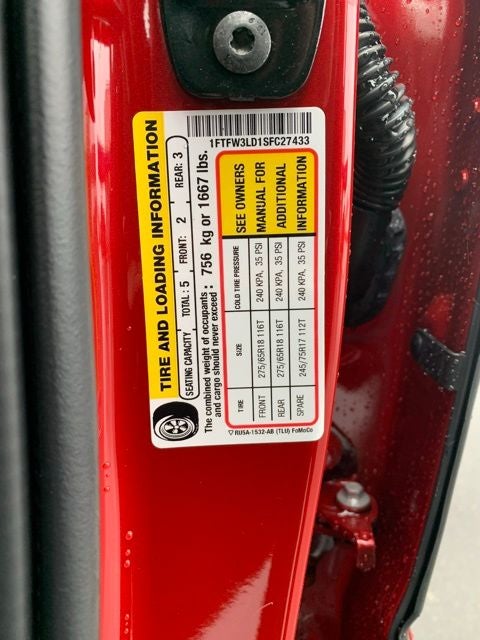 1FTFW3LD1SFC27433
TIRE AND LOADING INFORMATION
SEATING CAPACITY TOTAL: 5 FRONT: 2 REAR: 3
The combined weight of occupants
and cargo should never exceed : 756 kg or 1667 lbs.
TIRE SIZE COLD TIRE PRESSURE
FRONT 275/65R18 116T 240 KPA, 35 PSI
REAR 275/65R18 116T 240 KPA, 35 PSI
SPARE 245/75R17 112T 240 KPA, 35 PSI
SEE OWNERS
MANUAL FOR
ADDITIONAL
INFORMATION
RU5A-1532-AB (TLU) FoMoCo